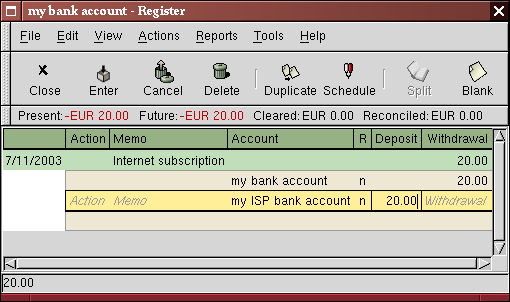 my bank account - Register
File Edit View Actions Reports Tools Help
Close Enter Cancel Delete Duplicate Schedule Split Blank
Present: -EUR 20.00 Future: -EUR 20.00 Cleared: EUR 0.00 Reconciled: EUR 0.00
Action Memo Account R Deposit Withdrawal
7/11/2003 Internet subscription 20.00
my bank account n 20.00
Action Memo my ISP bank account n 20.00 Withdrawal
20.00